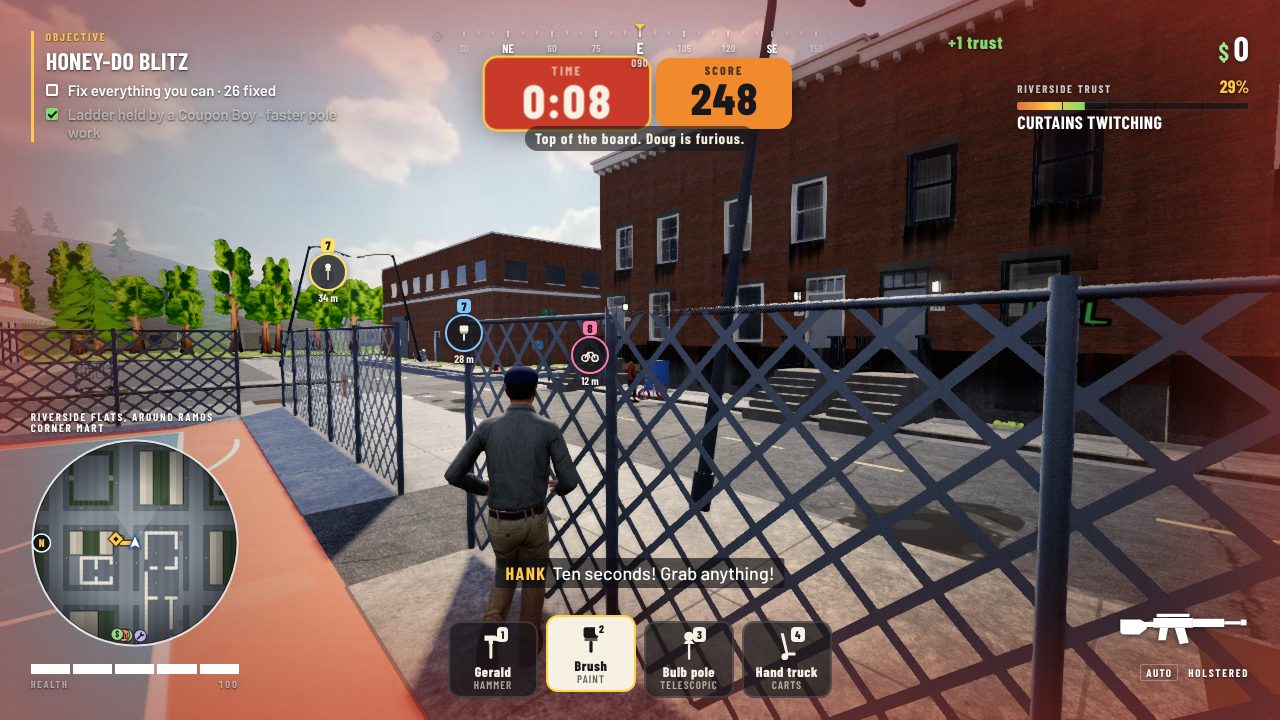 OBJECTIVE
HONEY-DO BLITZ
Fix everything you can · 26 fixed
Ladder held by a Coupon Boy · faster pole
work
30 NE 60 75 E 105 120 SE 150
090
TIME
0:08
SCORE
248
Top of the board. Doug is furious.
+1 trust
$0
RIVERSIDE TRUST 29%
CURTAINS TWITCHING
7
34 m
7
28 m
8
12 m
RIVERSIDE FLATS, AROUND RAMOS
CORNER MART
N
HEALTH 100
HANK Ten seconds! Grab anything!
1
Gerald
HAMMER
2
Brush
PAINT
3
Bulb pole
TELESCOPIC
4
Hand truck
CARTS
AUTO HOLSTERED